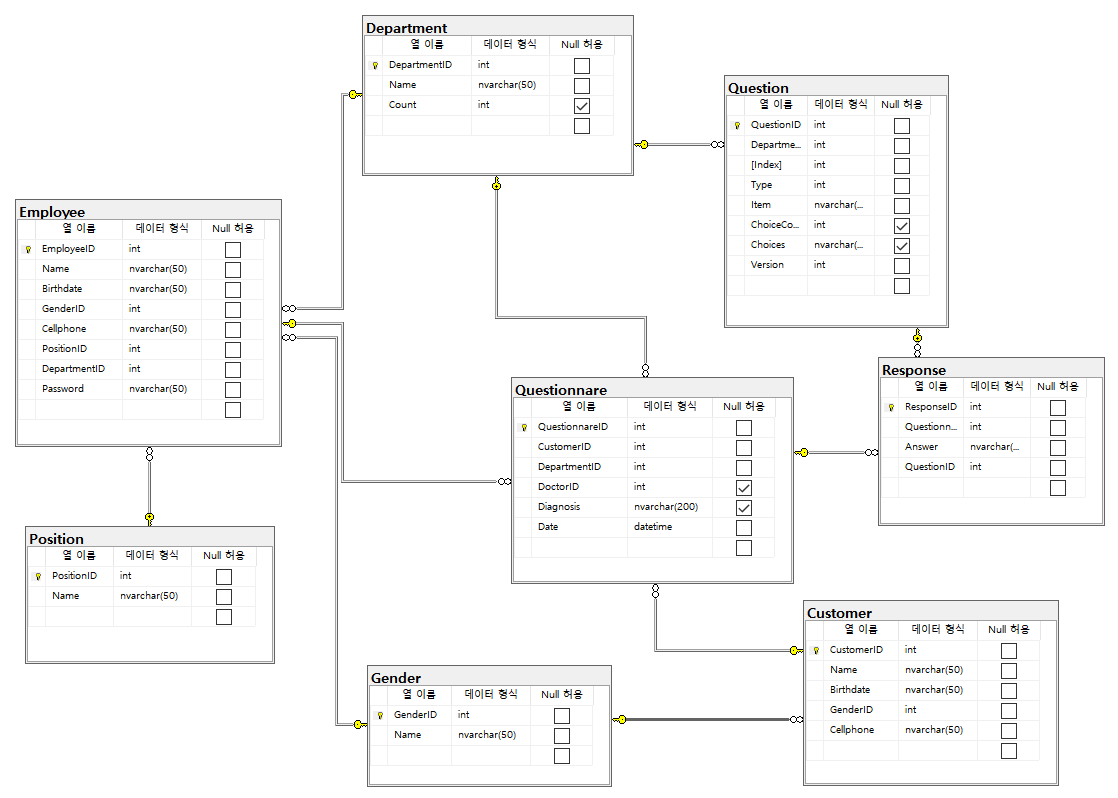 Department
열 이름 데이터 형식 Null 허용
DepartmentID int
Name nvarchar(50)
Count int
Question
열 이름 데이터 형식 Null 허용
QuestionID int
Departme... int
[Index] int
Type int
Item nvarchar(...
ChoiceCo... int
Choices nvarchar(...
Version int
Employee
열 이름 데이터 형식 Null 허용
EmployeeID int
Name nvarchar(50)
Birthdate nvarchar(50)
GenderID int
Cellphone nvarchar(50)
PositionID int
DepartmentID int
Password nvarchar(50)
Response
열 이름 데이터 형식 Null 허용
ResponseID int
Questionn... int
Answer nvarchar(...
QuestionID int
Questionnare
열 이름 데이터 형식 Null 허용
QuestionnareID int
CustomerID int
DepartmentID int
DoctorID int
Diagnosis nvarchar(200)
Date datetime
Position
열 이름 데이터 형식 Null 허용
PositionID int
Name nvarchar(50)
Customer
열 이름 데이터 형식 Null 허용
CustomerID int
Name nvarchar(50)
Birthdate nvarchar(50)
GenderID int
Cellphone nvarchar(50)
Gender
열 이름 데이터 형식 Null 허용
GenderID int
Name nvarchar(50)